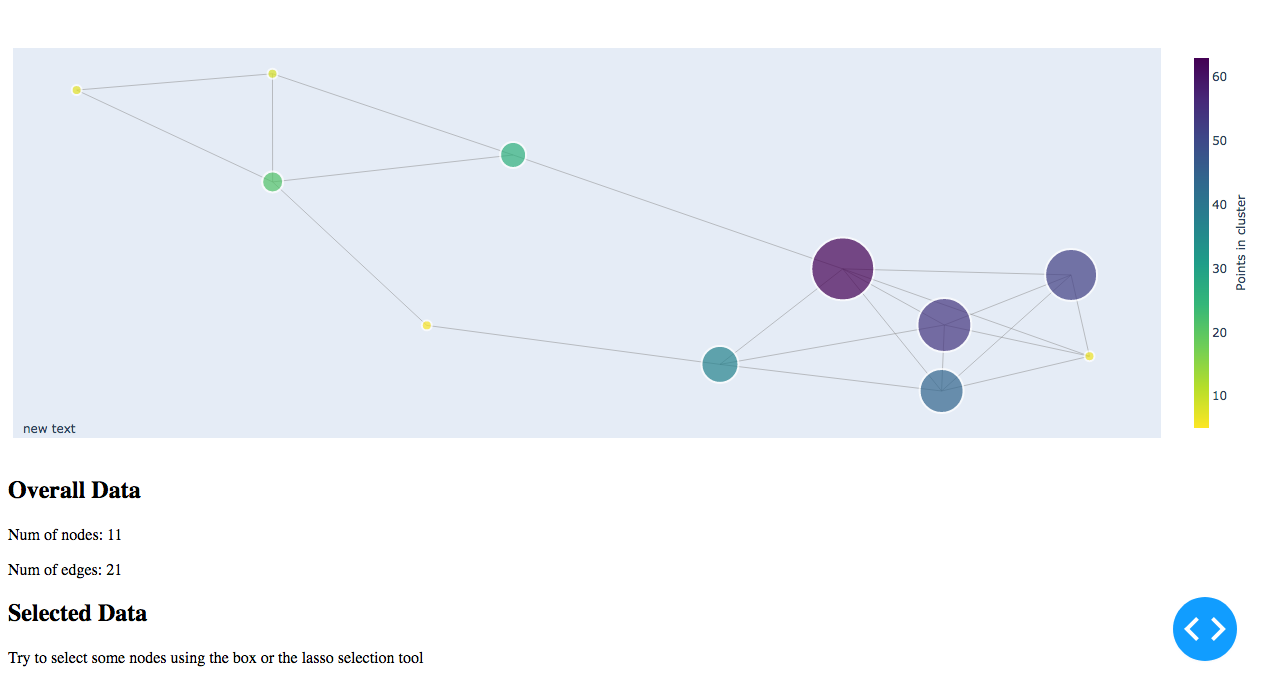 60
50
40
30
20
10
Points in cluster
new text
Overall Data
Num of nodes: 11
Num of edges: 21
Selected Data
Try to select some nodes using the box or the lasso selection tool